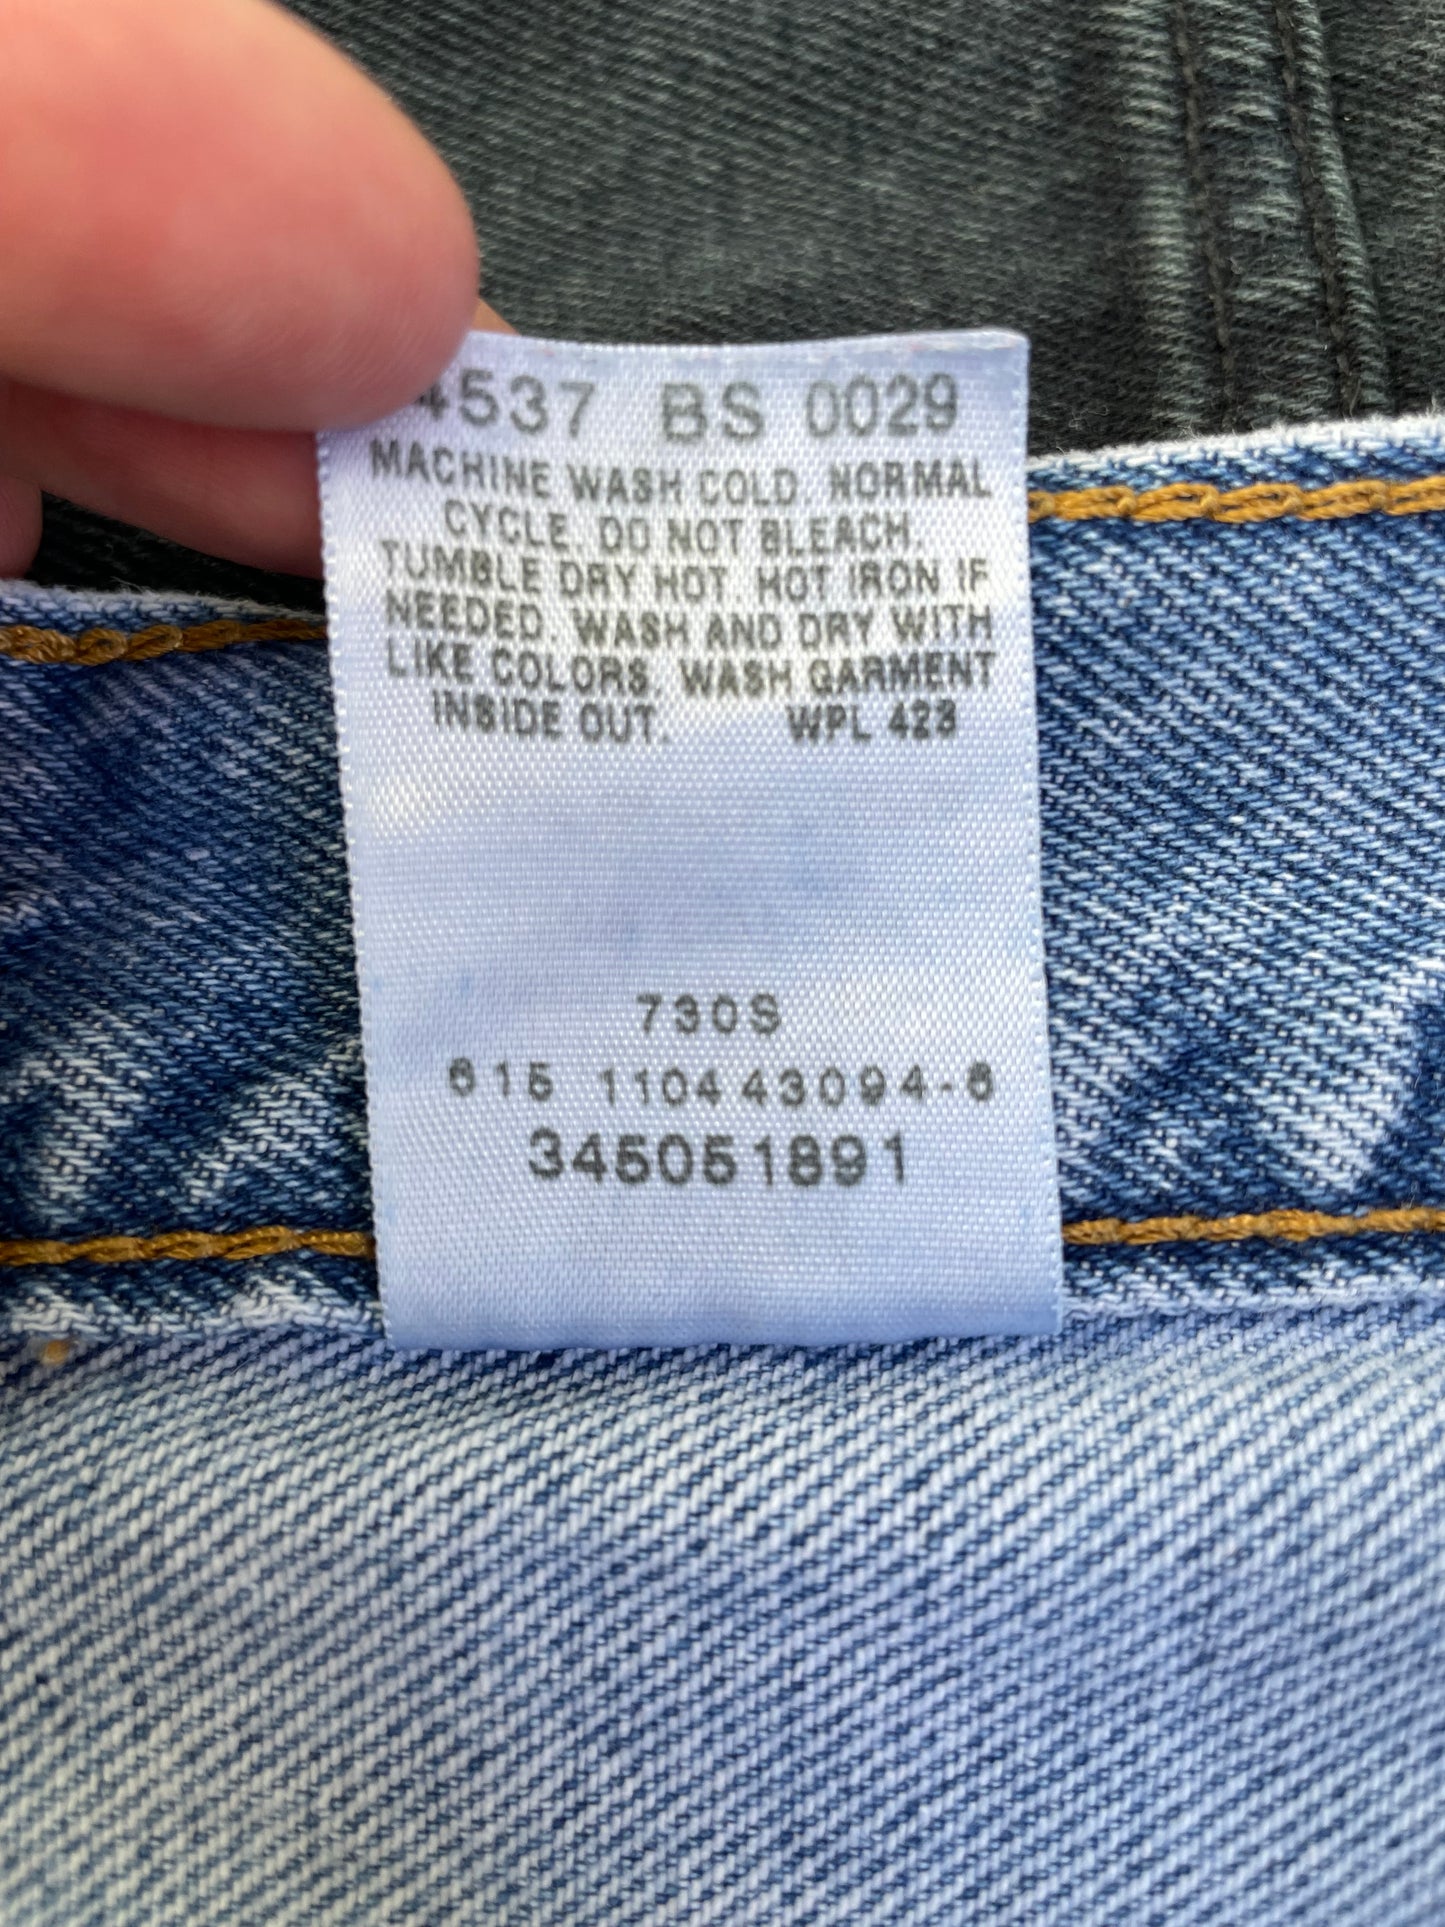 4537 BS 0029
MACHINE WASH COLD. NORMAL
CYCLE. DO NOT BLEACH.
TUMBLE DRY HOT. HOT IRON IF
NEEDED. WASH AND DRY WITH
LIKE COLORS. WASH GARMENT
INSIDE OUT. WPL 423
730S
615 110443094-6
345051891